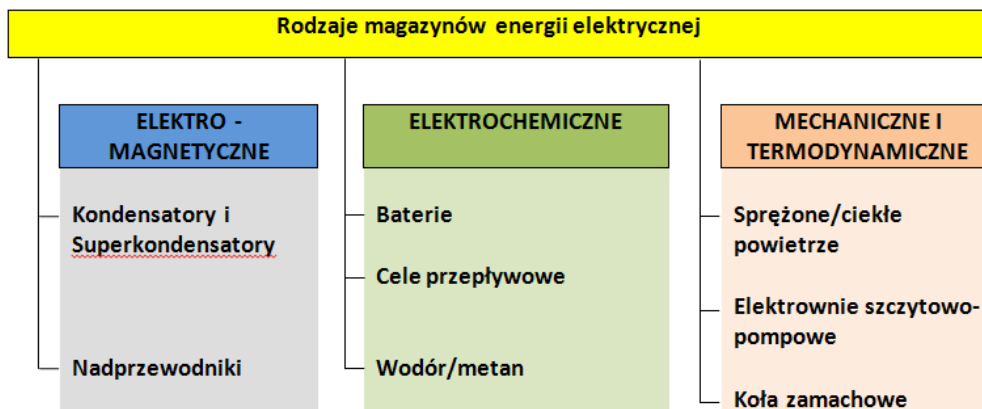 Rodzaje magazynów energii elektrycznej
ELEKTRO -
MAGNETYCZNE
Kondensatory i
Superkondensatory
Nadprzewodniki
ELEKTROCHEMICZNE
Baterie
Cele przepływowe
Wodór/metan
MECHANICZNE I
TERMODYNAMICZNE
Sprężone/ciekłe
powietrze
Elektrownie szczytowo-
pompowe
Koła zamachowe